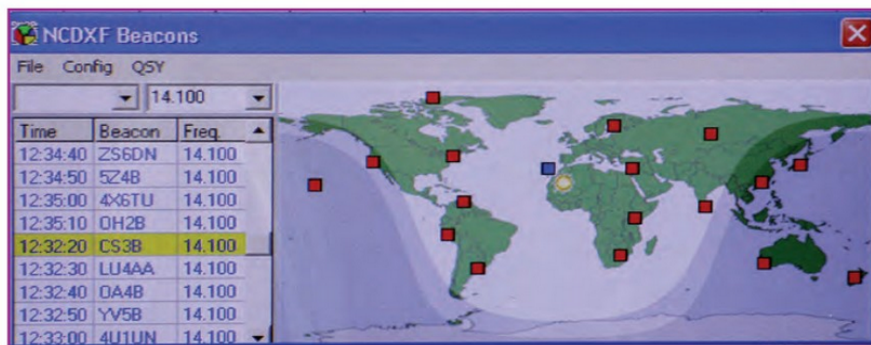 NCDXF Beacons
File Config QSY
14.100
Time Beacon Freq.
12:34:40 ZS6DN 14.100
12:34:50 5Z4B 14.100
12:35:00 4X6TU 14.100
12:35:10 OH2B 14.100
12:32:20 CS3B 14.100
12:32:30 LU4AA 14.100
12:32:40 OA4B 14.100
12:32:50 YV5B 14.100
12:33:00 4U1UN 14.100